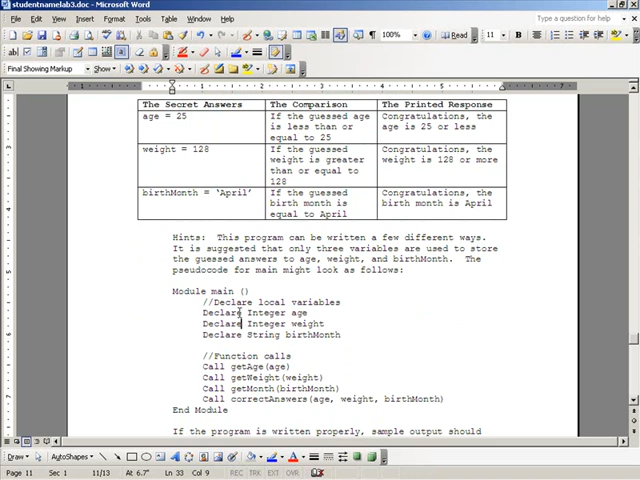 studentnamelab3.doc - Microsoft Word
File Edit View Insert Format Tools Table Window Help
Type a question for help
100% Read 11 B
Final Showing Markup Show
The Secret Answers The Comparison The Printed Response
age = 25
If the guessed age
is less than or
equal to 25
Congratulations, the
age is 25 or less
weight = 128
If the guessed
weight is greater
than or equal to
128
Congratulations, the
weight is 128 or more
birthMonth = ‘April’
If the guessed
birth month is
equal to April
Congratulations, the
birth month is April
Hints: This program can be written a few different ways.
It is suggested that only three variables are used to store
the guessed answers to age, weight, and birthMonth. The
pseudocode for main might look as follows:
Module main ()
//Declare local variables
Declare Integer age
Declare Integer weight
Declare String birthMonth
//Function calls
Call getAge(age)
Call getWeight(weight)
Call getMonth(birthMonth)
Call correctAnswers(age, weight, birthMonth)
End Module
If the program is written properly, sample output should
Draw AutoShapes
Page 11 Sec 1 11/13 At 6.7" Ln 33 Col 9 REC TRK EXT OVR